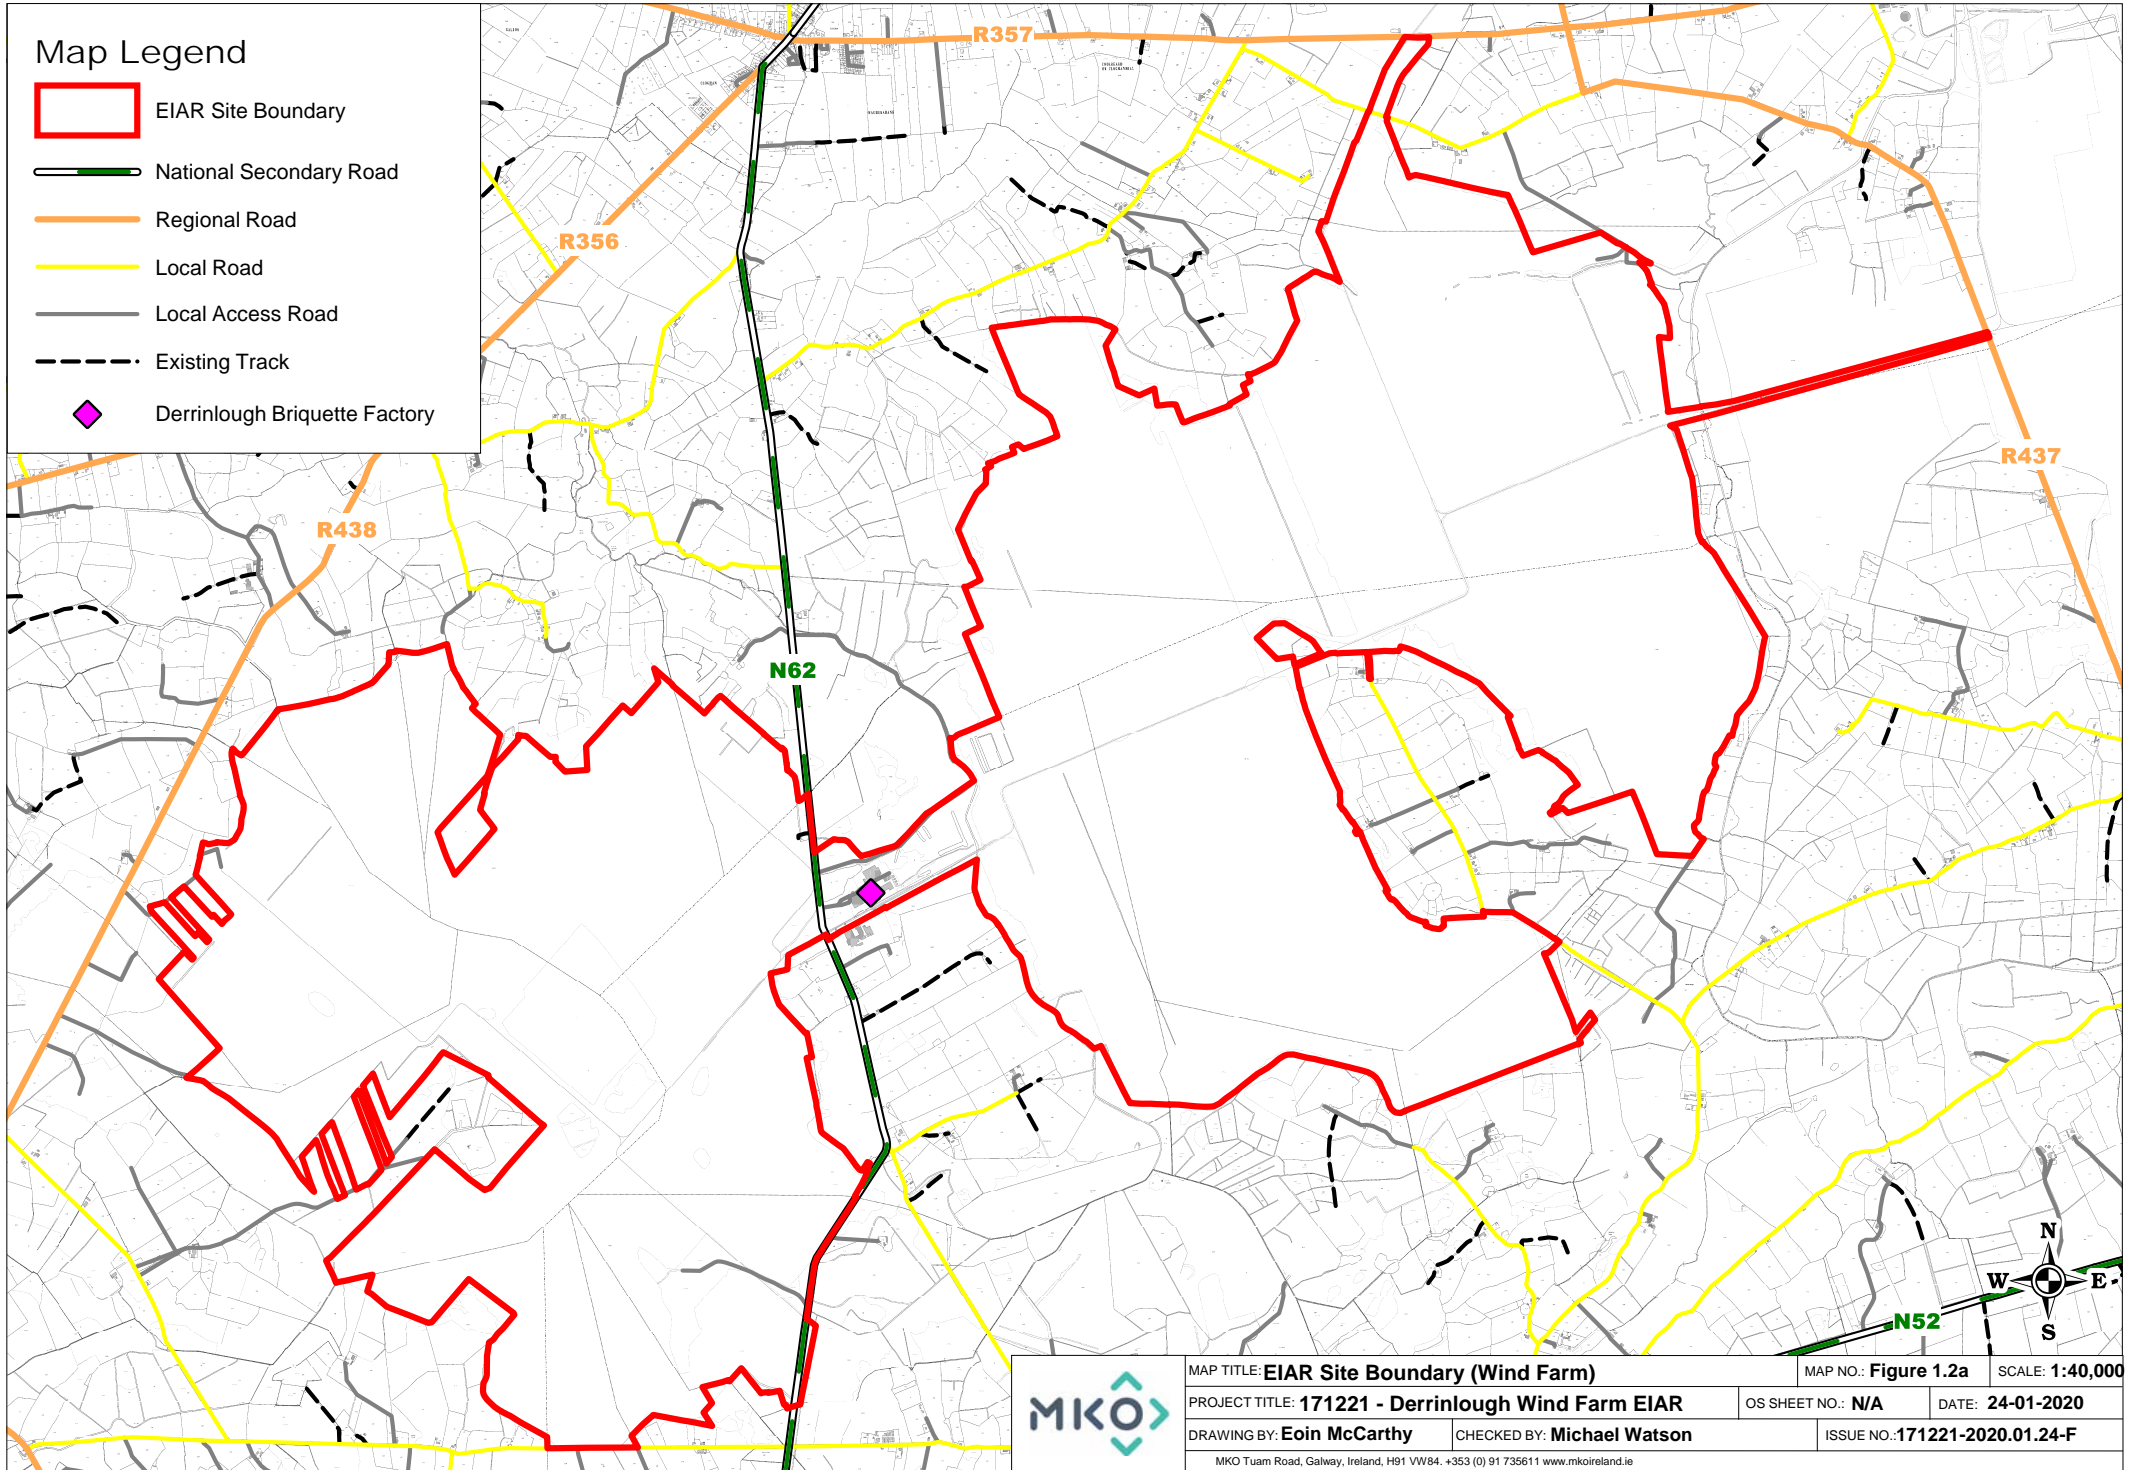 Map Legend
EIAR Site Boundary
National Secondary Road
Regional Road
Local Road
Local Access Road
Existing Track
Derrinlough Briquette Factory
R357
R356
R437
R438
N62
N
W E
S
N52
MKO
MAP TITLE: EIAR Site Boundary (Wind Farm)
MAP NO.: Figure 1.2a
SCALE: 1:40,000
PROJECT TITLE: 171221 - Derrinlough Wind Farm EIAR
OS SHEET NO.: N/A
DATE: 24-01-2020
DRAWING BY: Eoin McCarthy
CHECKED BY: Michael Watson
ISSUE NO.:171221-2020.01.24-F
MKO Tuam Road, Galway, Ireland, H91 VW84. +353 (0) 91 735611 www.mkoireland.ie